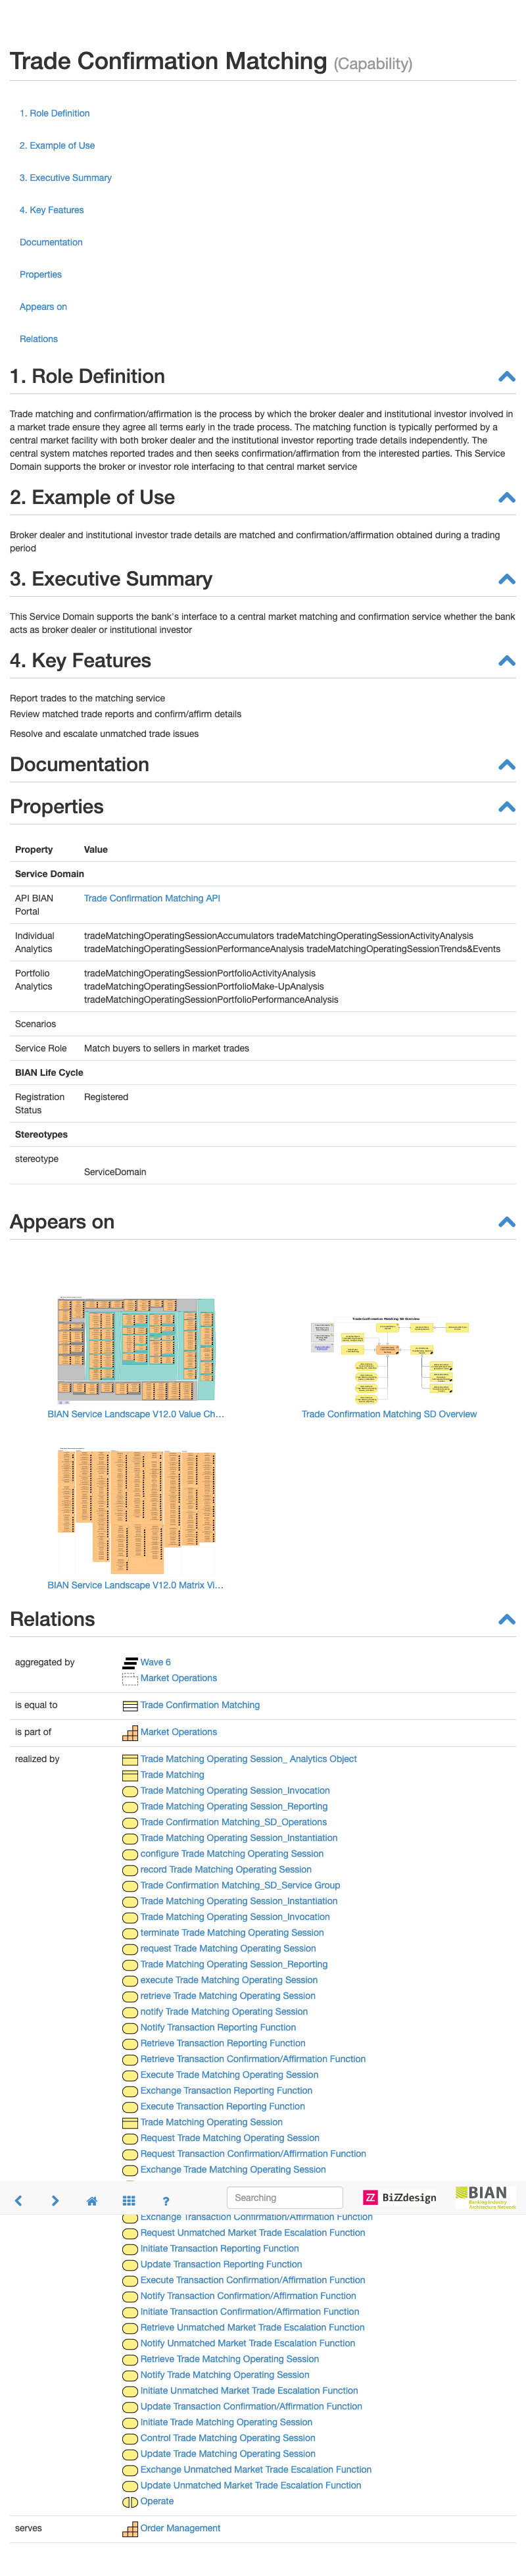 Trade Confirmation Matching (Capability)
1. Role Definition
2. Example of Use
3. Executive Summary
4. Key Features
Documentation
Properties
Appears on
Relations
1. Role Definition
Trade matching and confirmation/affirmation is the process by which the broker dealer and institutional investor involved in
a market trade ensure they agree all terms early in the trade process. The matching function is typically performed by a
central market facility with both broker dealer and the institutional investor reporting trade details independently. The
central system matches reported trades and then seeks confirmation/affirmation from the interested parties. This Service
Domain supports the broker or investor role interfacing to that central market service
2. Example of Use
Broker dealer and institutional investor trade details are matched and confirmation/affirmation obtained during a trading
period
3. Executive Summary
This Service Domain supports the bank's interface to a central market matching and confirmation service whether the bank
acts as broker dealer or institutional investor
4. Key Features
Report trades to the matching service
Review matched trade reports and confirm/affirm details
Resolve and escalate unmatched trade issues
Documentation
Properties
Property Value
Service Domain
API BIAN Trade Confirmation Matching API
Portal
Individual tradeMatchingOperatingSessionAccumulators tradeMatchingOperatingSessionActivityAnalysis
Analytics tradeMatchingOperatingSessionPerformanceAnalysis tradeMatchingOperatingSessionTrends&Events
Portfolio tradeMatchingOperatingSessionPortfolioActivityAnalysis
Analytics tradeMatchingOperatingSessionPortfolioMake-UpAnalysis
tradeMatchingOperatingSessionPortfolioPerformanceAnalysis
Scenarios
Service Role Match buyers to sellers in market trades
BIAN Life Cycle
Registration Registered
Status
Stereotypes
stereotype
ServiceDomain
Appears on
Trade Confirmation Matching SD Overview
BIAN Service Landscape V12.0 Value Ch... Trade Confirmation Matching SD Overview
BIAN Service Landscape V12.0 Matrix Vi...
Relations
aggregated by Wave 6
Market Operations
is equal to Trade Confirmation Matching
is part of Market Operations
realized by Trade Matching Operating Session_ Analytics Object
Trade Matching
Trade Matching Operating Session_Invocation
Trade Matching Operating Session_Reporting
Trade Confirmation Matching_SD_Operations
Trade Matching Operating Session_Instantiation
configure Trade Matching Operating Session
record Trade Matching Operating Session
Trade Confirmation Matching_SD_Service Group
Trade Matching Operating Session_Instantiation
Trade Matching Operating Session_Invocation
terminate Trade Matching Operating Session
request Trade Matching Operating Session
Trade Matching Operating Session_Reporting
execute Trade Matching Operating Session
retrieve Trade Matching Operating Session
notify Trade Matching Operating Session
Notify Transaction Reporting Function
Retrieve Transaction Reporting Function
Retrieve Transaction Confirmation/Affirmation Function
Execute Trade Matching Operating Session
Exchange Transaction Reporting Function
Execute Transaction Reporting Function
Trade Matching Operating Session
Request Trade Matching Operating Session
Request Transaction Confirmation/Affirmation Function
Exchange Trade Matching Operating Session
? Searching BiZZdesign BIAN
Banking Industry
Architecture Network
Exchange Transaction Confirmation/Affirmation Function
Request Unmatched Market Trade Escalation Function
Initiate Transaction Reporting Function
Update Transaction Reporting Function
Execute Transaction Confirmation/Affirmation Function
Notify Transaction Confirmation/Affirmation Function
Initiate Transaction Confirmation/Affirmation Function
Retrieve Unmatched Market Trade Escalation Function
Notify Unmatched Market Trade Escalation Function
Retrieve Trade Matching Operating Session
Notify Trade Matching Operating Session
Initiate Unmatched Market Trade Escalation Function
Update Transaction Confirmation/Affirmation Function
Initiate Trade Matching Operating Session
Control Trade Matching Operating Session
Update Trade Matching Operating Session
Exchange Unmatched Market Trade Escalation Function
Update Unmatched Market Trade Escalation Function
Operate
serves Order Management